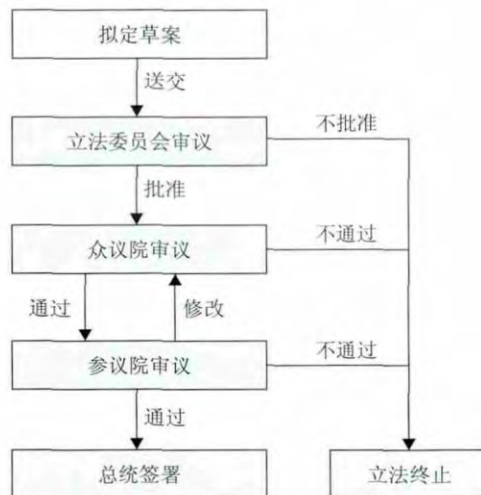 拟定草案
送交
立法委员会审议
不批准
批准
众议院审议
不通过
通过
修改
参议院审议
不通过
通过
总统签署
立法终止